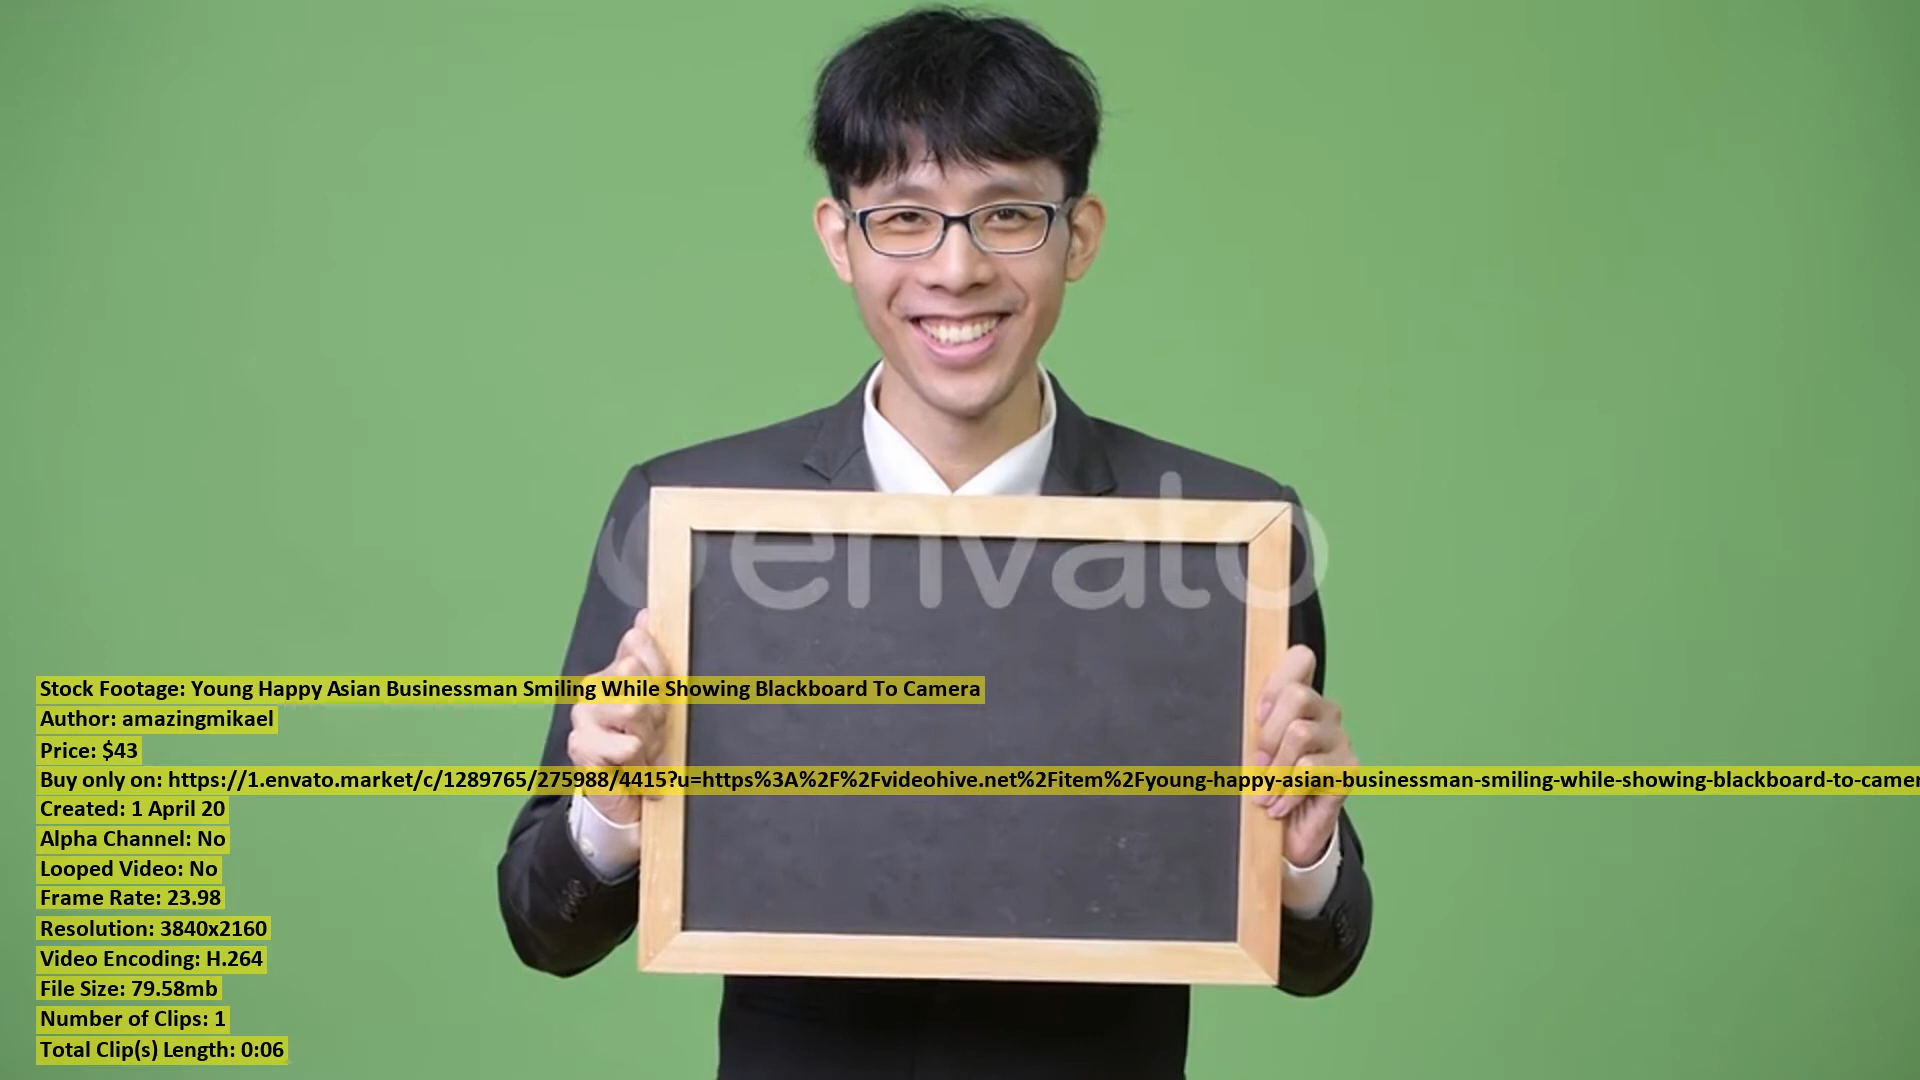 envato
Stock Footage: Young Happy Asian Businessman Smiling While Showing Blackboard To Camera
Author: amazingmikael
Price: $43
Buy only on: https://1.envato.market/c/1289765/275988/4415?u=https%3A%2F%2Fvideohive.net%2Fitem%2Fyoung-happy-asian-businessman-smiling-while-showing-blackboard-to-camer
Created: 1 April 20
Alpha Channel: No
Looped Video: No
Frame Rate: 23.98
Resolution: 3840x2160
Video Encoding: H.264
File Size: 79.58mb
Number of Clips: 1
Total Clip(s) Length: 0:06